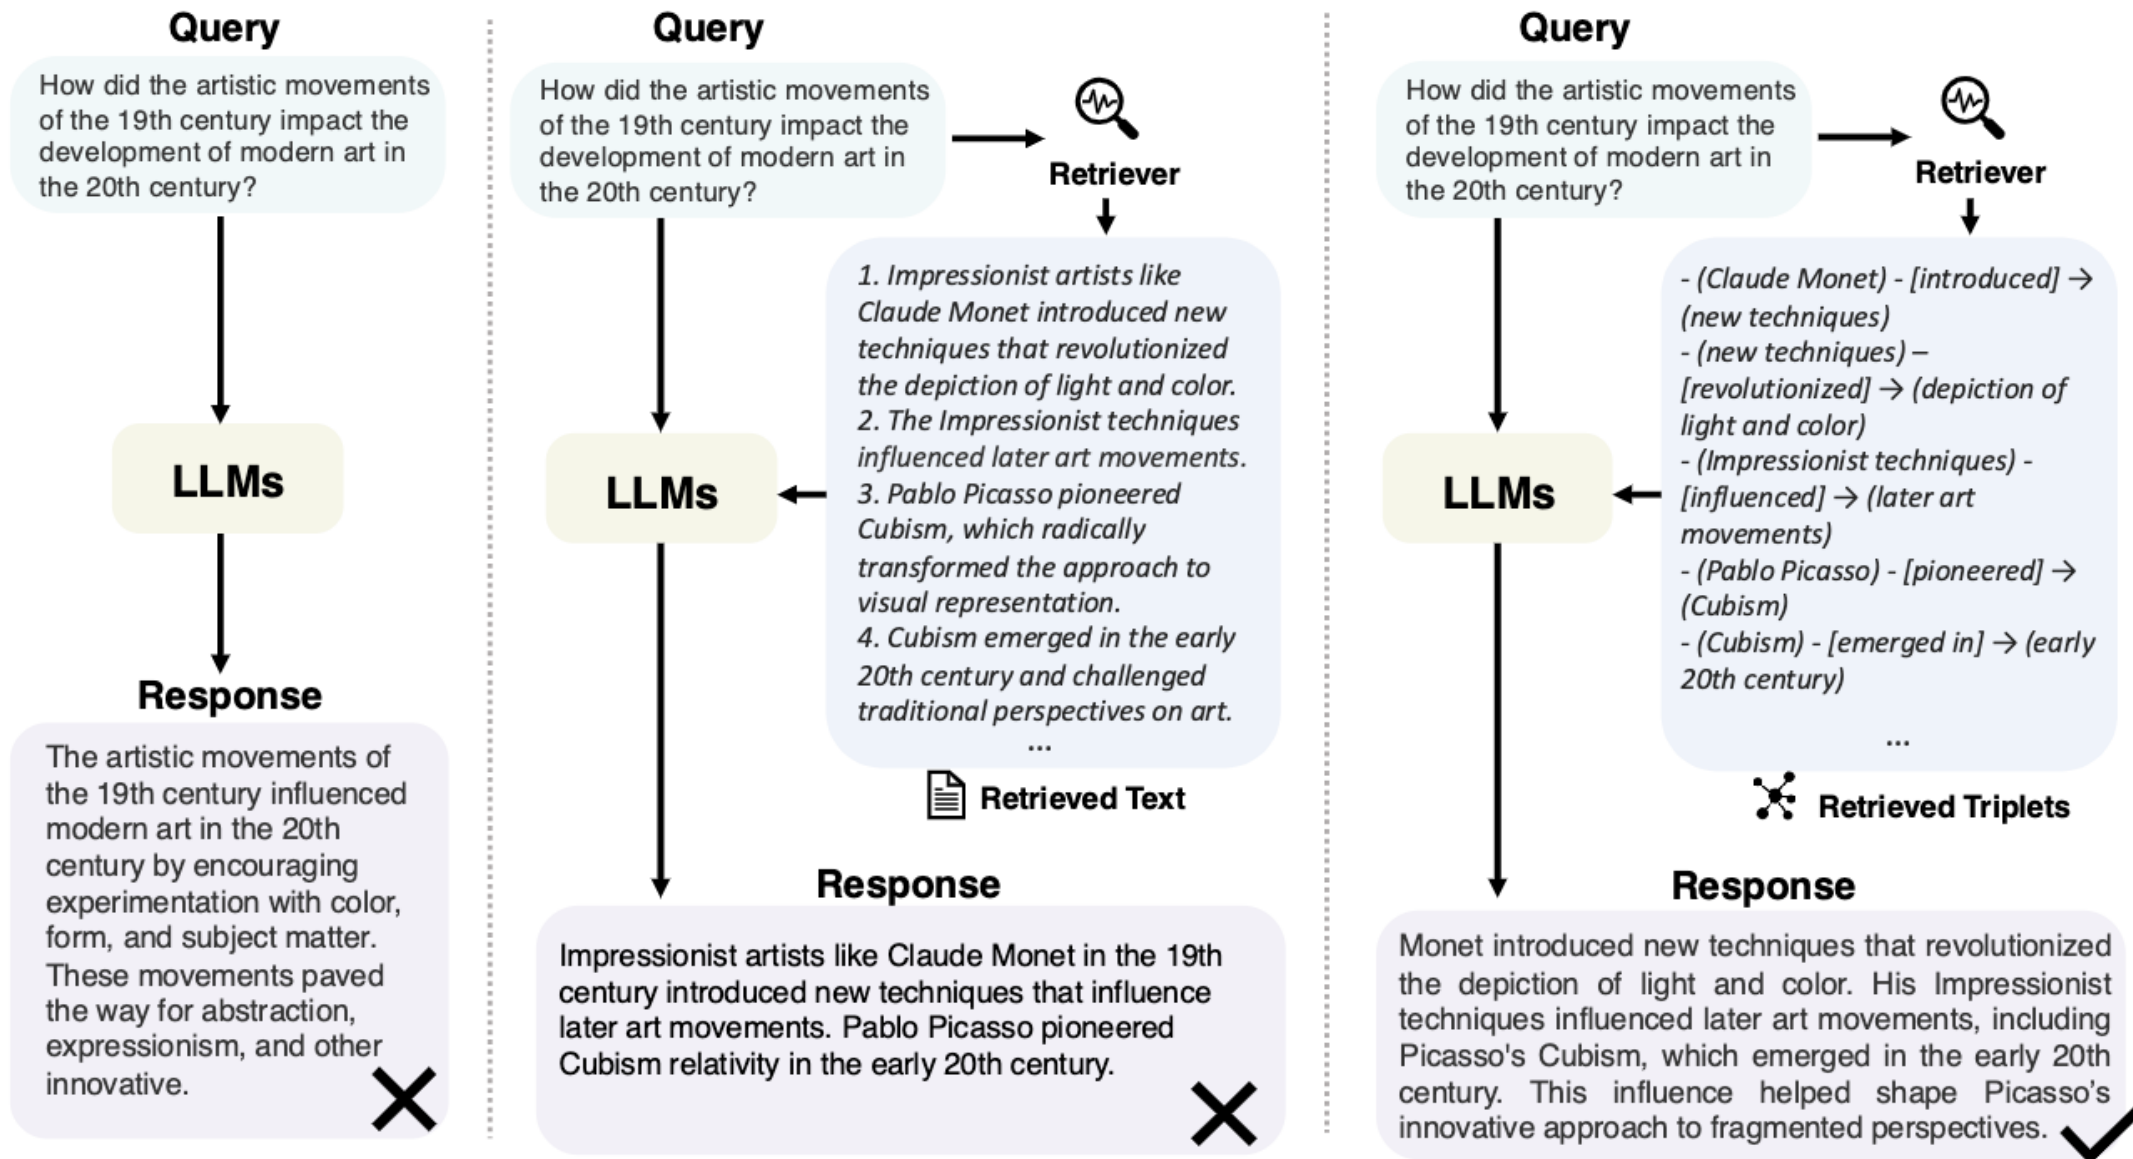 Query
How did the artistic movements
of the 19th century impact the
development of modern art in
the 20th century?
LLMs
Response
The artistic movements of
the 19th century influenced
modern art in the 20th
century by encouraging
experimentation with color,
form, and subject matter.
These movements paved
the way for abstraction,
expressionism, and other
innovative.
Query
How did the artistic movements
of the 19th century impact the
development of modern art in
the 20th century?
Retriever
1. Impressionist artists like
Claude Monet introduced new
techniques that revolutionized
the depiction of light and color.
2. The Impressionist techniques
influenced later art movements.
3. Pablo Picasso pioneered
Cubism, which radically
transformed the approach to
visual representation.
4. Cubism emerged in the early
20th century and challenged
traditional perspectives on art.
...
Retrieved Text
LLMs
Response
Impressionist artists like Claude Monet in the 19th
century introduced new techniques that influence
later art movements. Pablo Picasso pioneered
Cubism relativity in the early 20th century.
Query
How did the artistic movements
of the 19th century impact the
development of modern art in
the 20th century?
Retriever
- (Claude Monet) - [introduced] →
(new techniques)
- (new techniques) –
[revolutionized] → (depiction of
light and color)
- (Impressionist techniques) -
[influenced] → (later art
movements)
- (Pablo Picasso) - [pioneered] →
(Cubism)
- (Cubism) - [emerged in] → (early
20th century)
...
Retrieved Triplets
LLMs
Response
Monet introduced new techniques that revolutionized
the depiction of light and color. His Impressionist
techniques influenced later art movements, including
Picasso's Cubism, which emerged in the early 20th
century. This influence helped shape Picasso’s
innovative approach to fragmented perspectives.